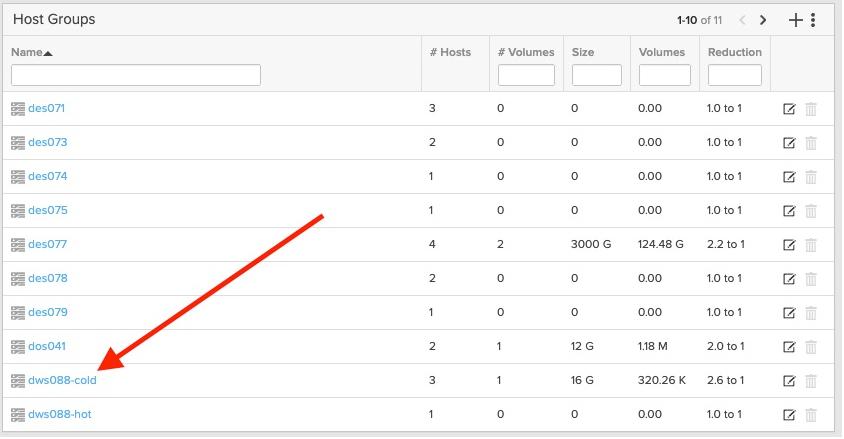 Host Groups 1-10 of 11
Name # Hosts # Volumes Size Volumes Reduction
des071 3 0 0 0.00 1.0 to 1
des073 2 0 0 0.00 1.0 to 1
des074 1 0 0 0.00 1.0 to 1
des075 1 0 0 0.00 1.0 to 1
des077 4 2 3000 G 124.48 G 2.2 to 1
des078 2 0 0 0.00 1.0 to 1
des079 1 0 0 0.00 1.0 to 1
dos041 2 1 12 G 1.18 M 2.0 to 1
dws088-cold 3 1 16 G 320.26 K 2.6 to 1
dws088-hot 1 0 0 0.00 1.0 to 1